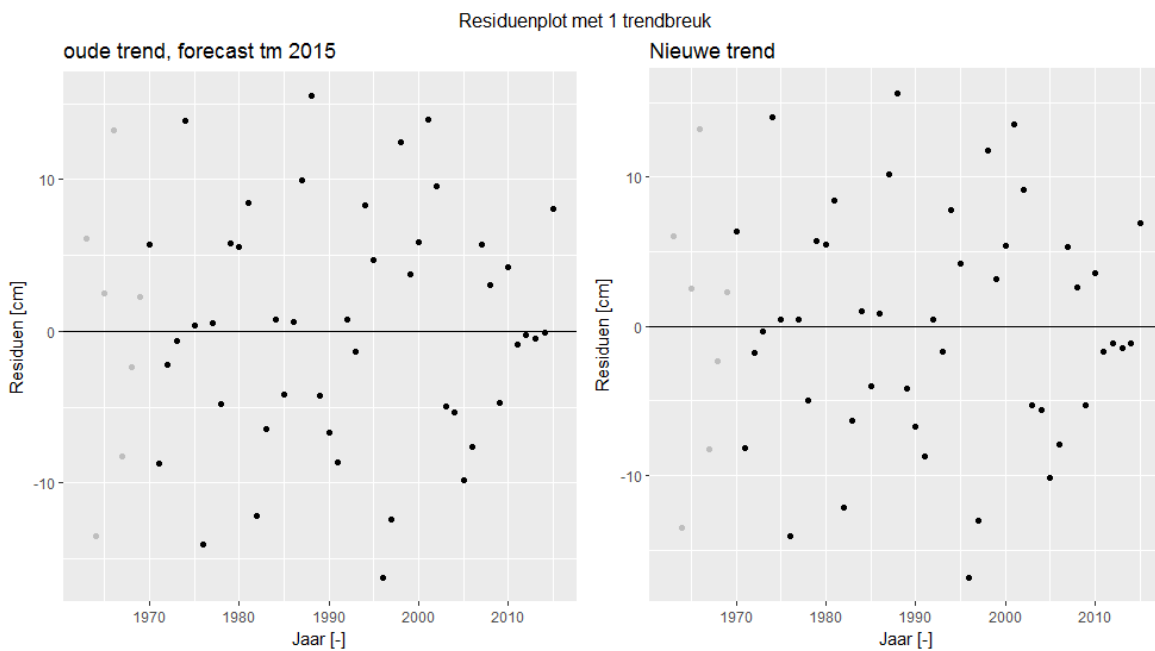 Residuenplot met 1 trendbreuk
oude trend, forecast tm 2015
Residuen [cm]
10
0
-10
1970 1980 1990 2000 2010
Jaar [-]
Nieuwe trend
Residuen [cm]
10
0
-10
1970 1980 1990 2000 2010
Jaar [-]